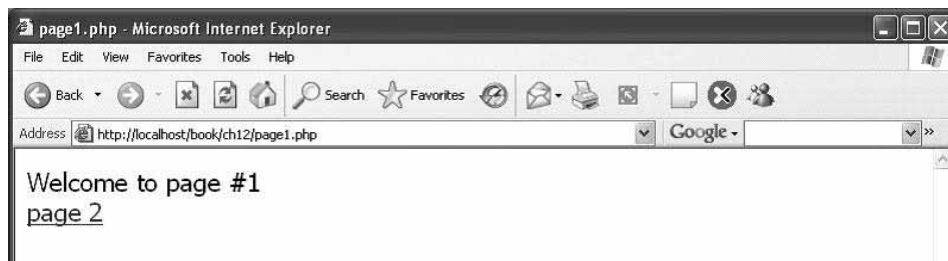 page1.php - Microsoft Internet Explorer
File Edit View Favorites Tools Help
Back Search Favorites
Address http://localhost/book/ch12/page1.php Google
Welcome to page #1
page 2